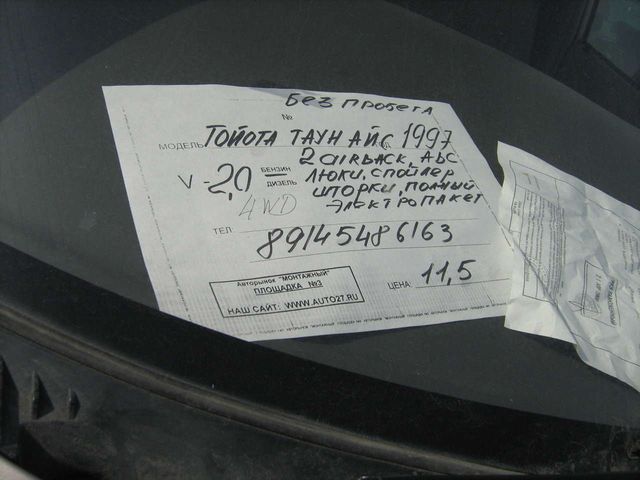 без пробега
№
МОДЕЛЬ ТОЙОТА ТАУН АЙС 1997
V -2,0 БЕНЗИН 2 airback, АБС
ДИЗЕЛЬ ЛЮКИ, СПОЙЛЕР
4WD ШТОРКИ, ПОЛНЫЙ
ЭЛЕКТРОПАКЕТ
ТЕЛ: 89145486163
Авторынок "МОНТАЖНЫЙ"
ПЛОЩАДКА №3
НАШ САЙТ: WWW.AUTO27.RU
ЦЕНА 11,5